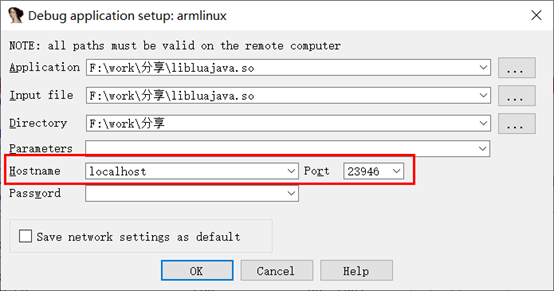 Debug application setup: armlinux
NOTE: all paths must be valid on the remote computer
Application F:\work\分享\libluajava.so ...
Input file F:\work\分享\libluajava.so ...
Directory F:\work\分享 ...
Parameters
Hostname localhost Port 23946
Password
Save network settings as default
OK Cancel Help